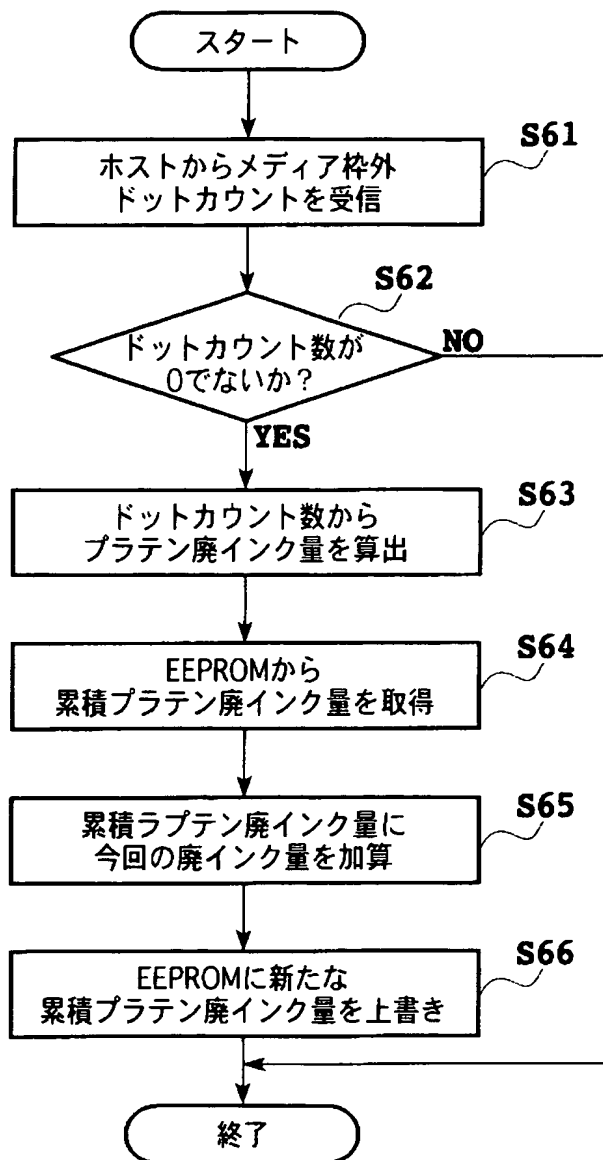 スタート
S61
ホストからメディア枠外
ドットカウントを受信
S62
ドットカウント数が
0でないか？
NO
YES
S63
ドットカウント数から
プラテン廃インク量を算出
S64
EEPROMから
累積プラテン廃インク量を取得
S65
累積ラプテン廃インク量に
今回の廃インク量を加算
S66
EEPROMに新たな
累積プラテン廃インク量を上書き
終了